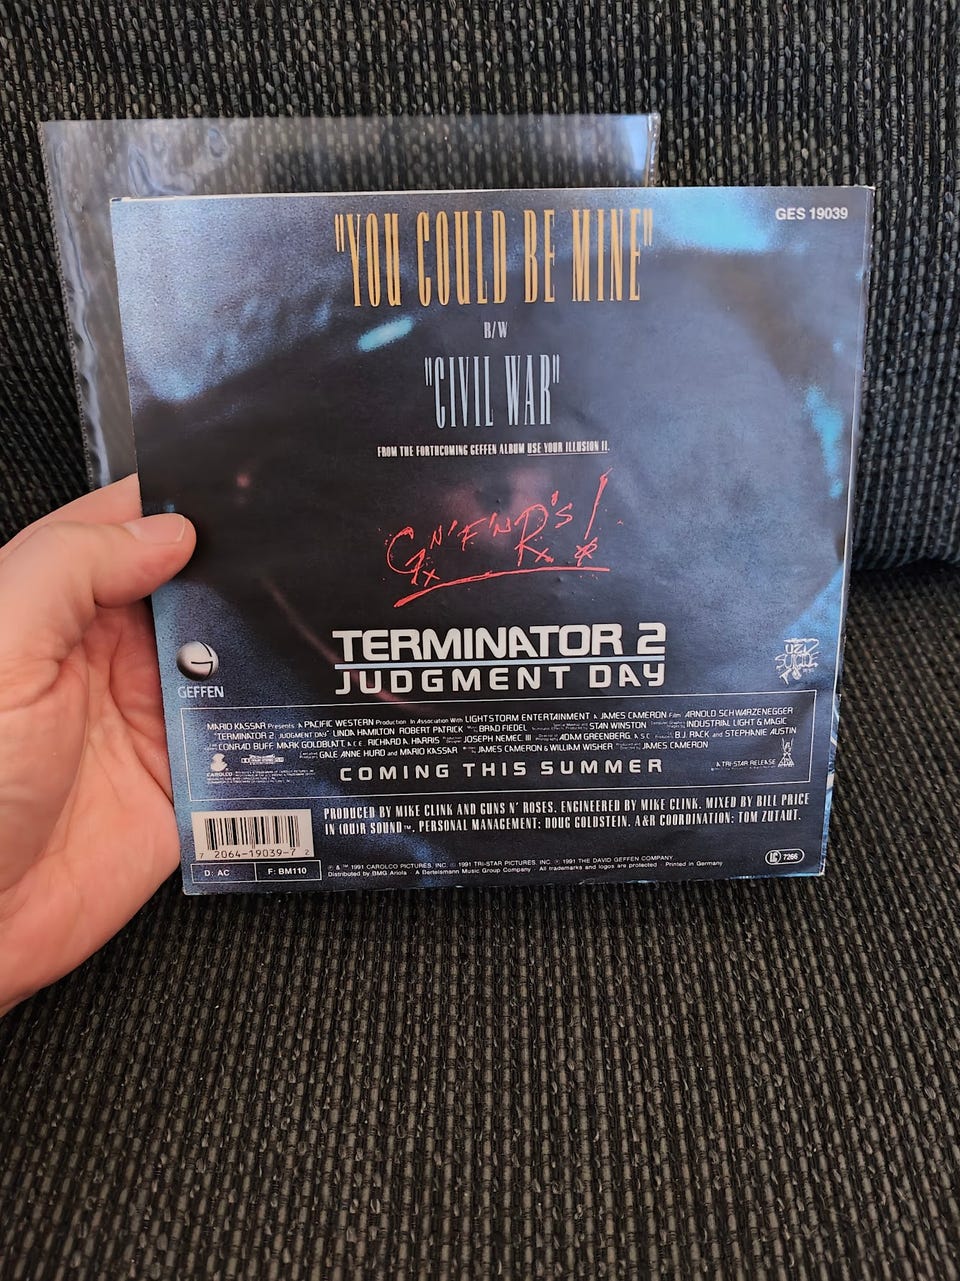 GES 19039
"YOU COULD BE MINE"
B/W
"CIVIL WAR"
FROM THE FORTHCOMING GEFFEN ALBUM USE YOUR ILLUSION II.
G N' F' N R's!
TERMINATOR 2
JUDGMENT DAY
GEFFEN
UZI
SUICIDE
MARIO KASSAR Presents A PACIFIC WESTERN Production In Association With LIGHTSTORM ENTERTAINMENT A JAMES CAMERON Film ARNOLD SCHWARZENEGGER
"TERMINATOR 2: JUDGMENT DAY" LINDA HAMILTON ROBERT PATRICK BRAD FIEDEL STAN WINSTON INDUSTRIAL LIGHT & MAGIC
CONRAD BUFF MARK GOLDBLATT A.C.E. RICHARD A. HARRIS JOSEPH NEMEC III ADAM GREENBERG, A.S.C. B.J. RACK and STEPHANIE AUSTIN
GALE ANNE HURD and MARIO KASSAR JAMES CAMERON & WILLIAM WISHER JAMES CAMERON
CAROLCO
COMING THIS SUMMER
A TRI-STAR RELEASE
PRODUCED BY MIKE CLINK AND GUNS N' ROSES. ENGINEERED BY MIKE CLINK. MIXED BY BILL PRICE
IN (OU)R SOUND™. PERSONAL MANAGEMENT: DOUG GOLDSTEIN. A&R COORDINATION: TOM ZUTAUT.
7 2064-19039-7 2
D: AC
F: BM110
℗ & ™ 1991 CAROLCO PICTURES, INC. © 1991 TRI-STAR PICTURES, INC. ℗ 1991 THE DAVID GEFFEN COMPANY
Distributed by BMG Ariola · A Bertelsmann Music Group Company · All trademarks and logos are protected · Printed in Germany
LC 7266